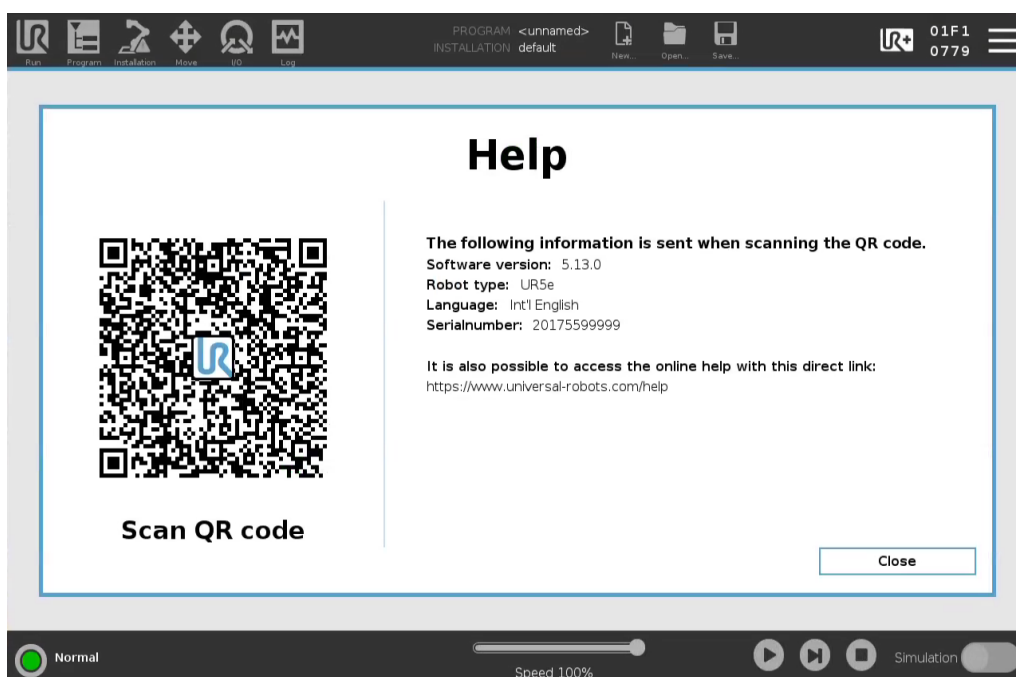 Run Program Installation Move I/O Log
PROGRAM <unnamed>
INSTALLATION default
New... Open... Save...
UR+
01F1
0779
Help
The following information is sent when scanning the QR code.
Software version: 5.13.0
Robot type: UR5e
Language: Int'l English
Serialnumber: 20175599999
It is also possible to access the online help with this direct link:
https://www.universal-robots.com/help
UR
Scan QR code
Close
Normal
Speed 100%
Simulation